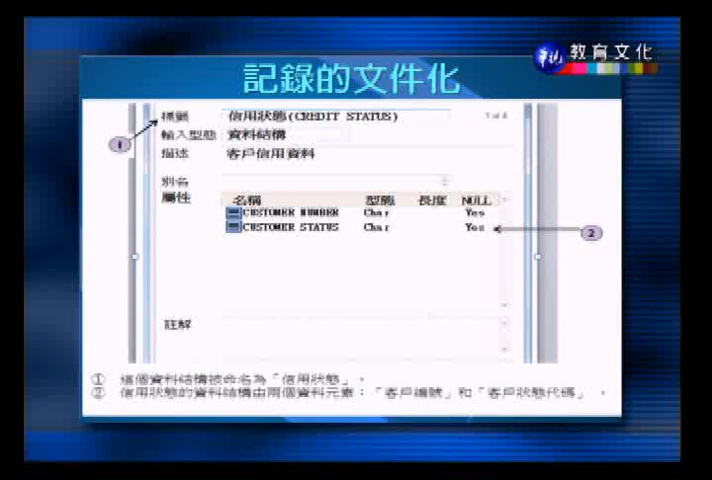 華視 教育文化
記錄的文件化
標籤 信用狀態(CREDIT STATUS)
輸入型態 資料結構
描述 客戶信用資料
別名
屬性 名稱 型態 長度 NULL
CUSTOMER NUMBER Char Yes
CUSTOMER STATUS Char Yes
1
2
註解
① 這個資料結構被命名為「信用狀態」。
② 信用狀態的資料結構由兩個資料元素：「客戶編號」和「客戶狀態代碼」。